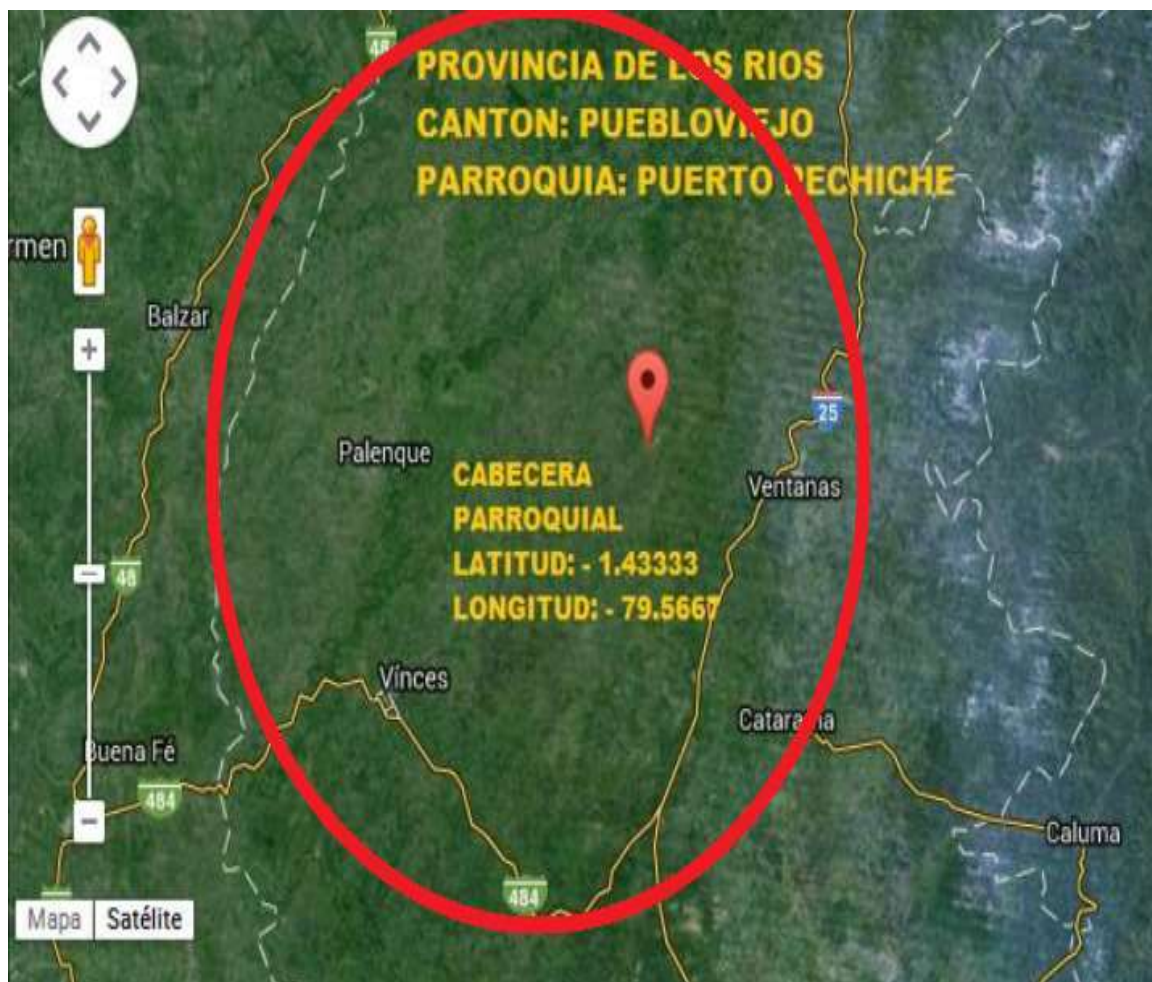 48
PROVINCIA DE LOS RIOS
CANTON: PUEBLOVIEJO
PARROQUIA: PUERTO PECHICHE
rmen
Balzar
25
Palenque
CABECERA
PARROQUIAL
LATITUD: - 1.43333
LONGITUD: - 79.5667
Ventanas
48
Vinces
Catarama
Buena Fé
484
Caluma
484
Mapa Satélite